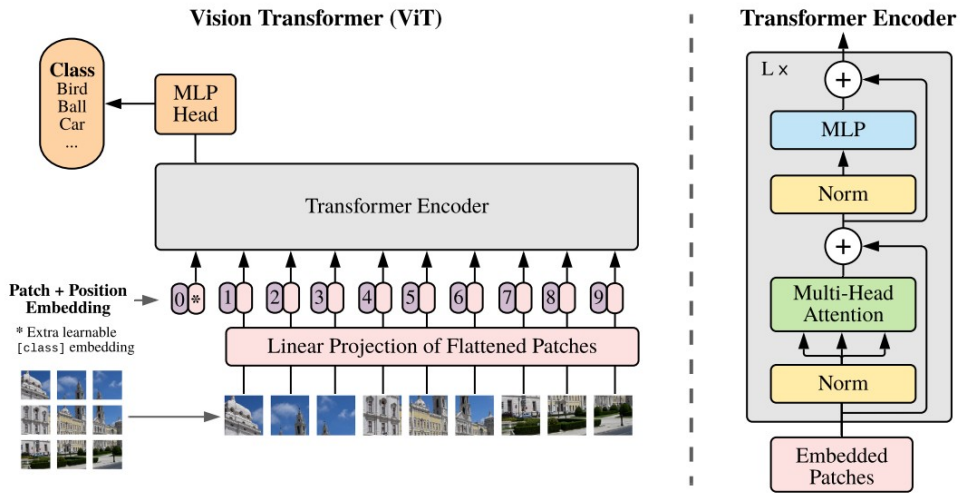 Vision Transformer (ViT)
Class
Bird
Ball
Car
...
MLP
Head
Transformer Encoder
Patch + Position
Embedding
0 * 1 2 3 4 5 6 7 8 9
* Extra learnable
[class] embedding
Linear Projection of Flattened Patches
Transformer Encoder
L ×
+
MLP
Norm
+
Multi-Head
Attention
Norm
Embedded
Patches